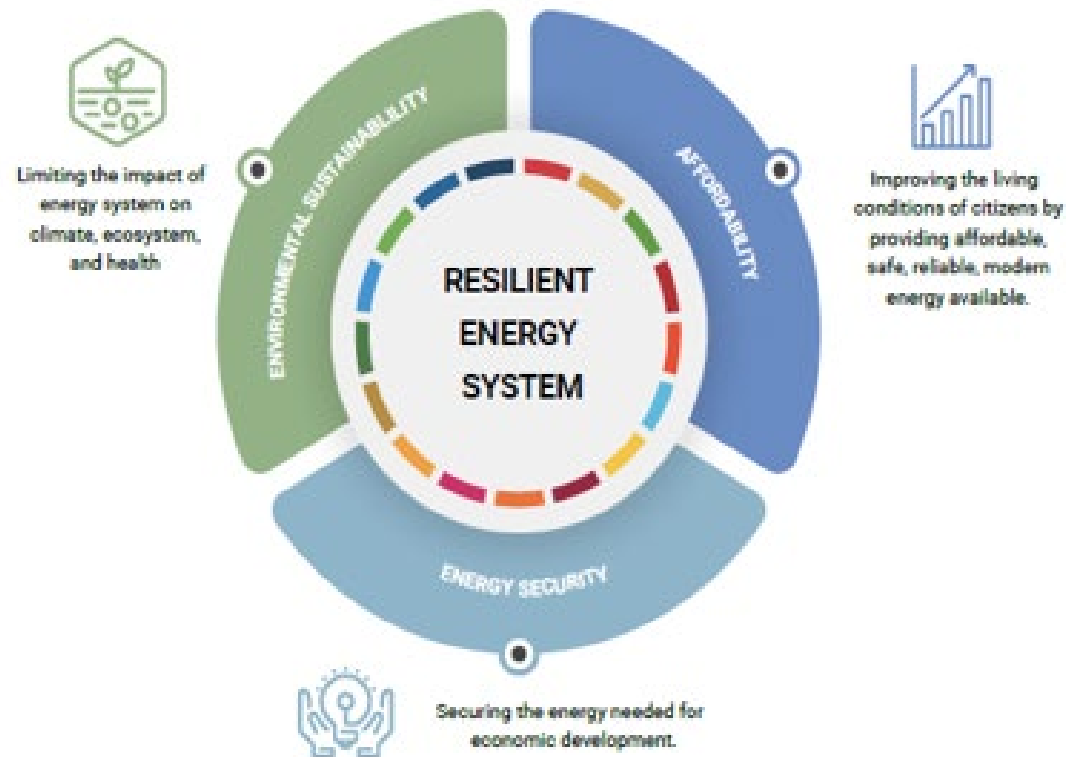 ENVIRONMENTAL SUSTAINABLILITY
Limiting the impact of
energy system on
climate, ecosystem,
and health
AFFORDABILITY
Improving the living
conditions of citizens by
providing affordable,
safe, reliable, modern
energy available.
RESILIENT
ENERGY
SYSTEM
ENERGY SECURITY
Securing the energy needed for
economic development.